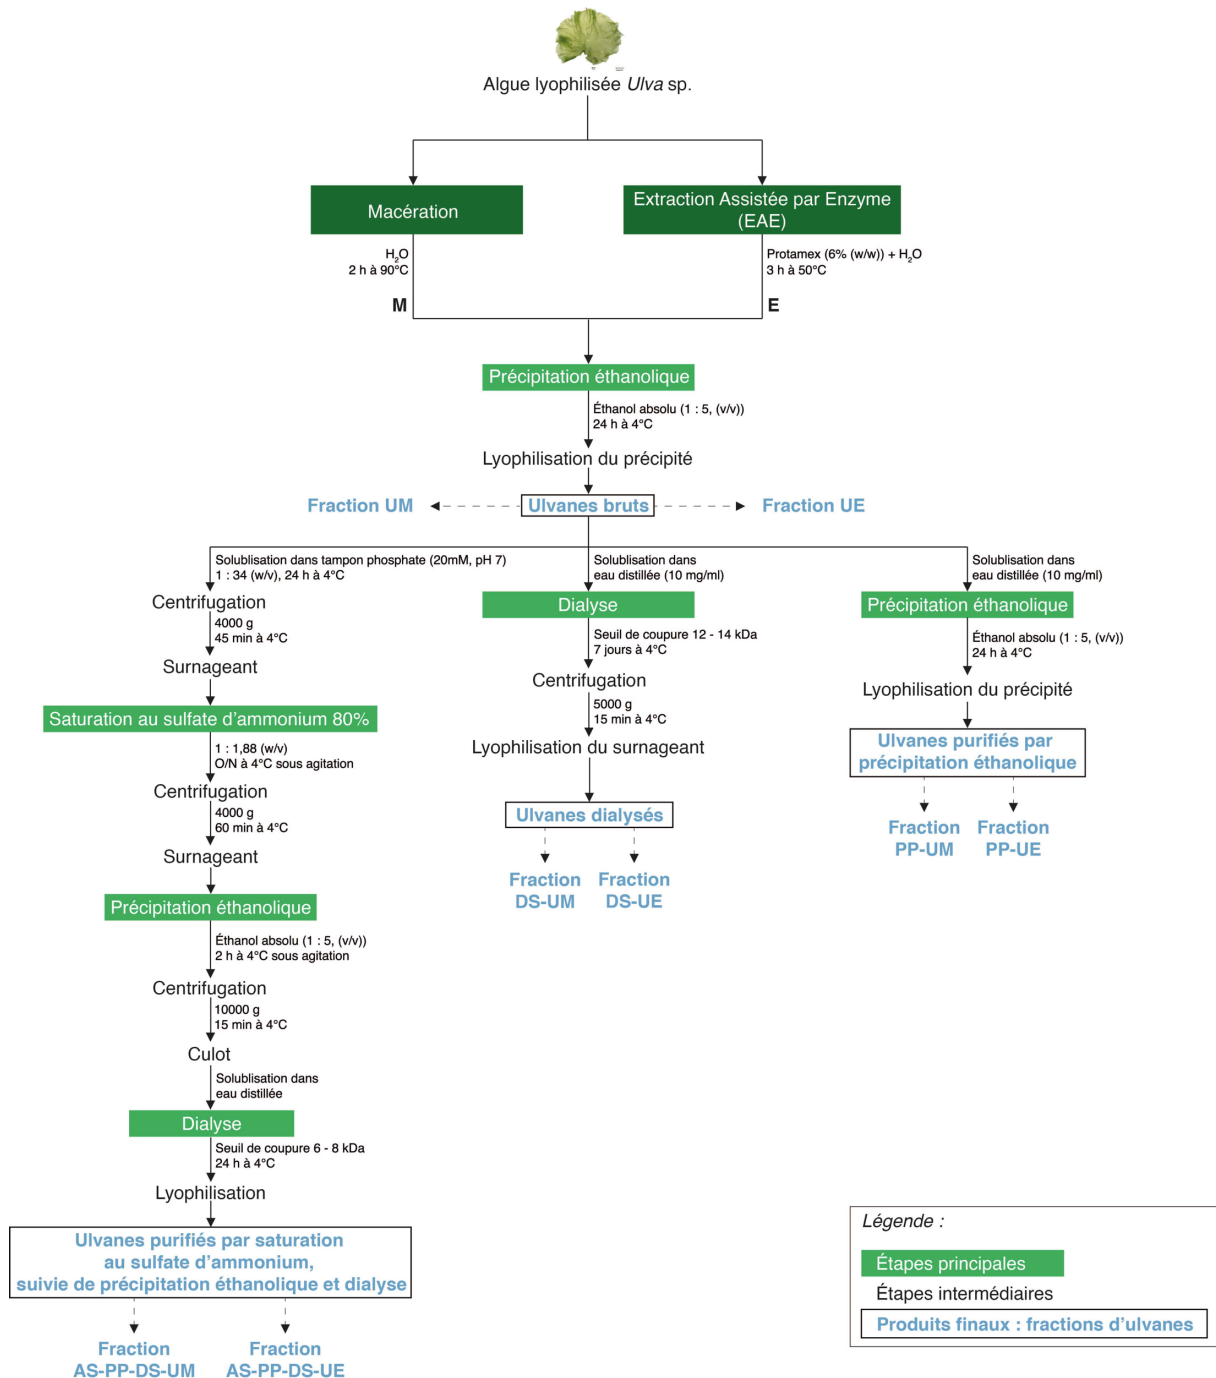 Algue lyophilisée Ulva sp.
Macération
Extraction Assistée par Enzyme
(EAE)
H₂O
2 h à 90°C
Protamex (6% (w/w)) + H₂O
3 h à 50°C
M
E
Précipitation éthanolique
Éthanol absolu (1 : 5, (v/v))
24 h à 4°C
Lyophilisation du précipité
Fraction UM
Ulvanes bruts
Fraction UE
Solublisation dans tampon phosphate (20mM, pH 7)
1 : 34 (w/v), 24 h à 4°C
Centrifugation
4000 g
45 min à 4°C
Surnageant
Saturation au sulfate d'ammonium 80%
1 : 1,88 (w/v)
O/N à 4°C sous agitation
Centrifugation
4000 g
60 min à 4°C
Surnageant
Précipitation éthanolique
Éthanol absolu (1 : 5, (v/v))
2 h à 4°C sous agitation
Centrifugation
10000 g
15 min à 4°C
Culot
Solublisation dans
eau distillée
Dialyse
Seuil de coupure 6 - 8 kDa
24 h à 4°C
Lyophilisation
Ulvanes purifiés par saturation
au sulfate d'ammonium,
suivie de précipitation éthanolique et dialyse
Fraction
AS-PP-DS-UM
Fraction
AS-PP-DS-UE
Solublisation dans
eau distillée (10 mg/ml)
Dialyse
Seuil de coupure 12 - 14 kDa
7 jours à 4°C
Centrifugation
5000 g
15 min à 4°C
Lyophilisation du surnageant
Ulvanes dialysés
Fraction
DS-UM
Fraction
DS-UE
Solublisation dans
eau distillée (10 mg/ml)
Précipitation éthanolique
Éthanol absolu (1 : 5, (v/v))
24 h à 4°C
Lyophilisation du précipité
Ulvanes purifiés par
précipitation éthanolique
Fraction
PP-UM
Fraction
PP-UE
Légende :
Étapes principales
Étapes intermédiaires
Produits finaux : fractions d'ulvanes